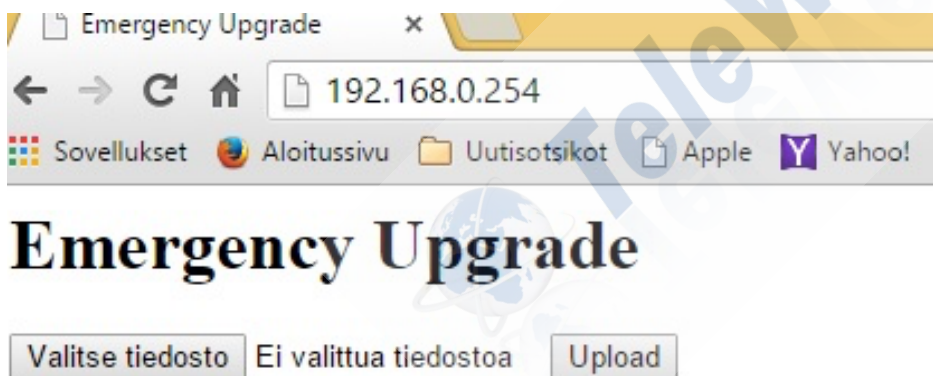 Emergency Upgrade
192.168.0.254
Sovellukset Aloitussivu Uutisotsikot Apple Yahoo!
Emergency Upgrade
Valitse tiedosto Ei valittua tiedostoa Upload